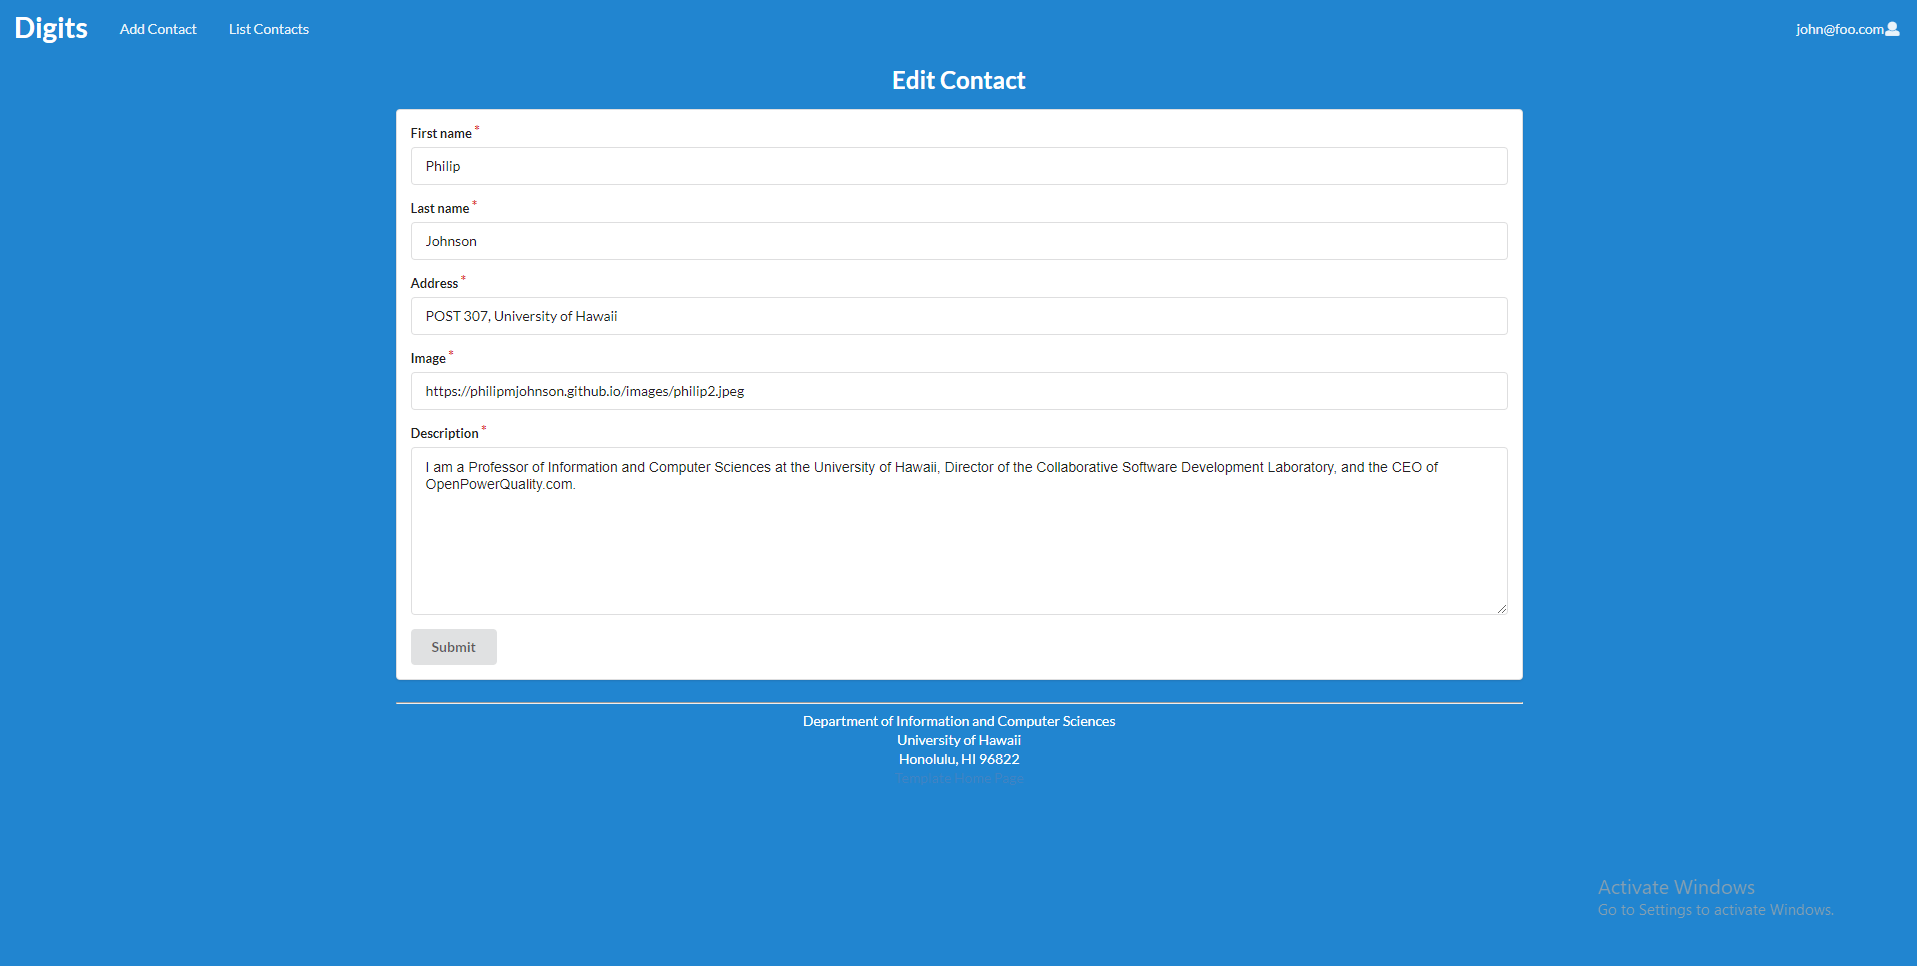 Digits
Add Contact
List Contacts
john@foo.com
Edit Contact
First name *
Philip
Last name *
Johnson
Address *
POST 307, University of Hawaii
Image *
https://philipmjohnson.github.io/images/philip2.jpeg
Description *
I am a Professor of Information and Computer Sciences at the University of Hawaii, Director of the Collaborative Software Development Laboratory, and the CEO of
OpenPowerQuality.com.
Submit
Department of Information and Computer Sciences
University of Hawaii
Honolulu, HI 96822
Template Home Page
Activate Windows
Go to Settings to activate Windows.